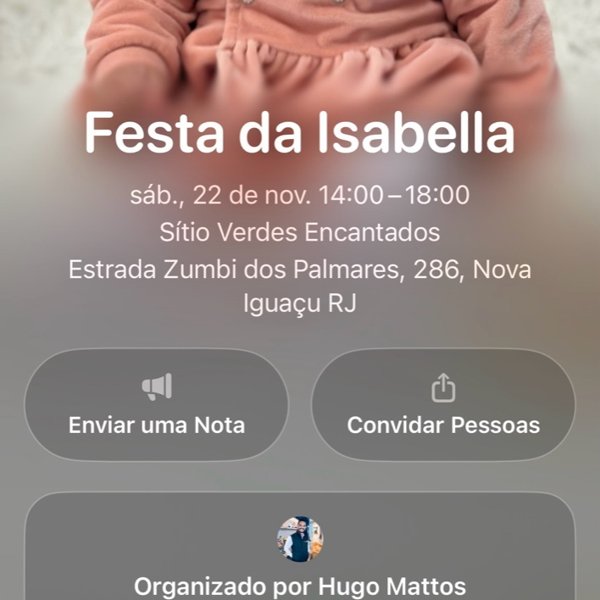 Festa da Isabella
sáb., 22 de nov. 14:00–18:00
Sítio Verdes Encantados
Estrada Zumbi dos Palmares, 286, Nova
Iguaçu RJ
Enviar uma Nota
Convidar Pessoas
Organizado por Hugo Mattos